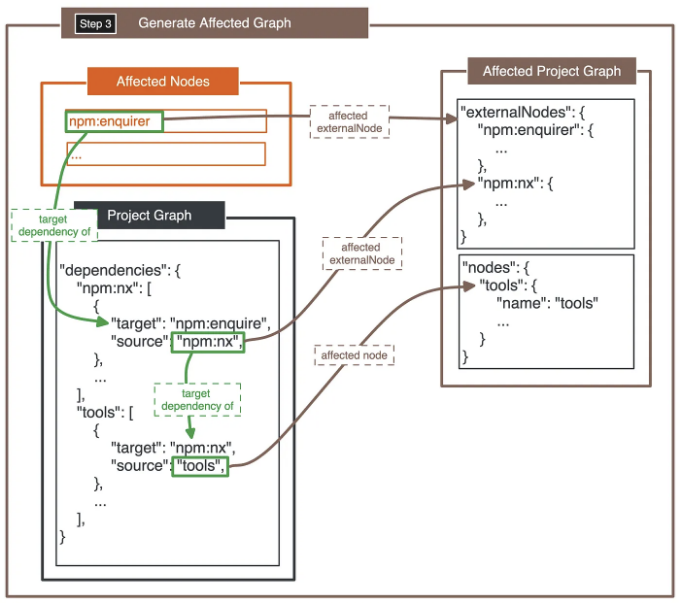 Step 3 Generate Affected Graph
Affected Nodes
npm:enquirer
...
target
dependency of
Project Graph
"dependencies": {
"npm:nx": [
{
"target": "npm:enquire",
"source": "npm:nx",
},
...
],
target
dependency of
"tools": [
{
"target": "npm:nx",
"source": "tools",
},
...
],
}
affected
externalNode
affected
externalNode
affected node
Affected Project Graph
"externalNodes": {
"npm:enquirer": {
...
},
"npm:nx": {
...
},
}
"nodes": {
"tools": {
"name": "tools"
...
}
}